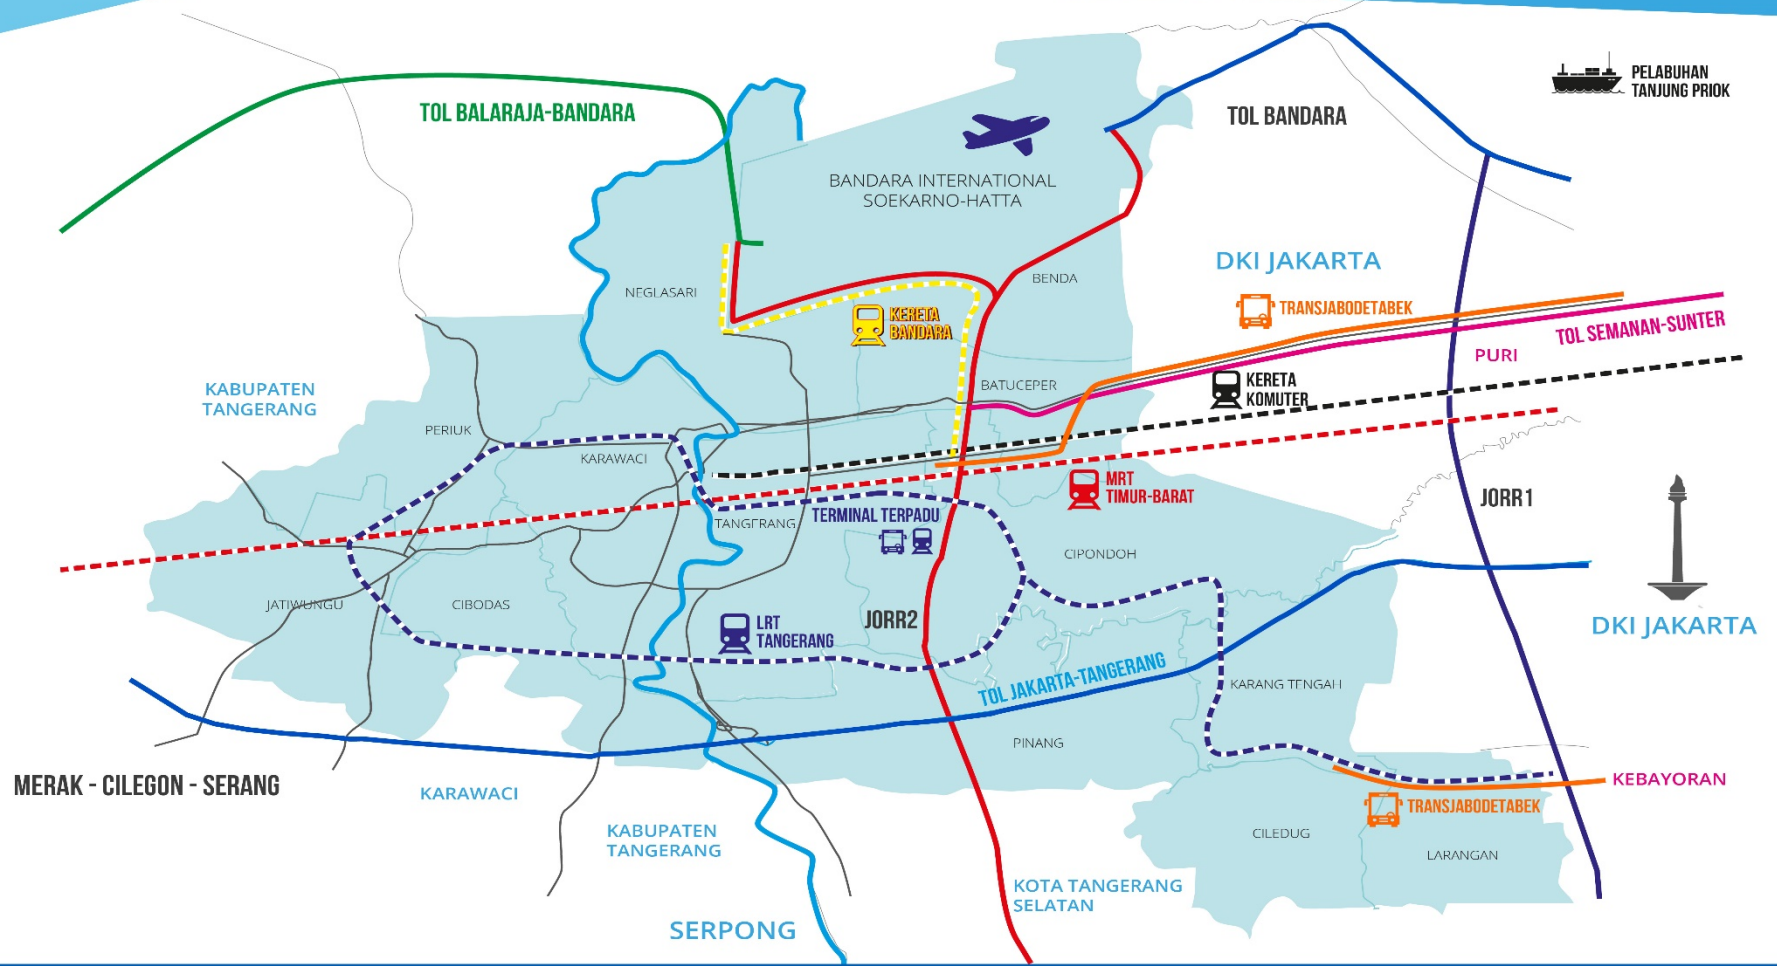 PELABUHAN
TANJUNG PRIOK
TOL BALARAJA-BANDARA
TOL BANDARA
BANDARA INTERNATIONAL
SOEKARNO-HATTA
DKI JAKARTA
BENDA
NEGLASARI
TRANSJABODETABEK
KERETA
BANDARA
TOL SEMANAN-SUNTER
PURI
KABUPATEN
TANGERANG
BATUCEPER
KERETA
KOMUTER
PERIUK
KARAWACI
MRT
TIMUR-BARAT
JORR1
TANGERANG
TERMINAL TERPADU
CIPONDOH
JATIWUNGU
CIBODAS
JORR2
LRT
TANGERANG
DKI JAKARTA
TOL JAKARTA-TANGERANG
KARANG TENGAH
PINANG
MERAK - CILEGON - SERANG
KARAWACI
KEBAYORAN
TRANSJABODETABEK
KABUPATEN
TANGERANG
CILEDUG
LARANGAN
KOTA TANGERANG
SELATAN
SERPONG